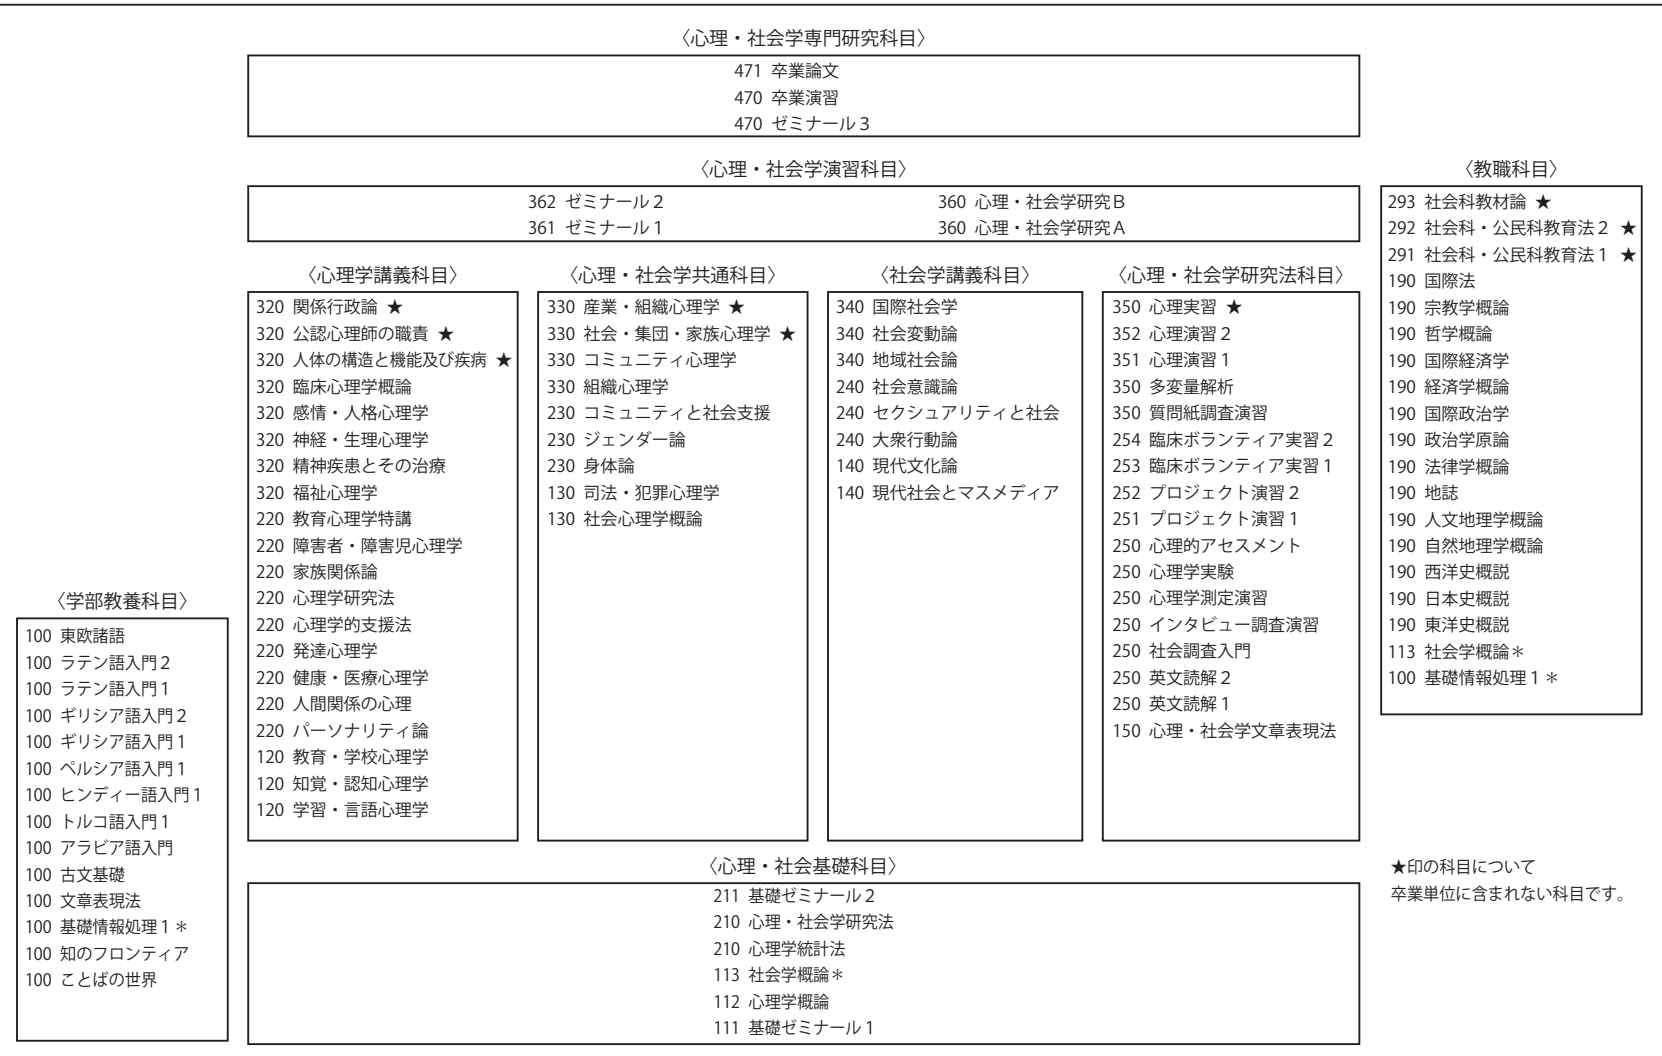 〈心理・社会学専門研究科目〉
471 卒業論文
470 卒業演習
470 ゼミナール３
〈心理・社会学演習科目〉
362 ゼミナール２
361 ゼミナール１
360 心理・社会学研究Ｂ
360 心理・社会学研究Ａ
〈心理学講義科目〉
320 関係行政論 ★
320 公認心理師の職責 ★
320 人体の構造と機能及び疾病 ★
320 臨床心理学概論
320 感情・人格心理学
320 神経・生理心理学
320 精神疾患とその治療
320 福祉心理学
220 教育心理学特講
220 障害者・障害児心理学
220 家族関係論
220 心理学研究法
220 心理学的支援法
220 発達心理学
220 健康・医療心理学
220 人間関係の心理
220 パーソナリティ論
120 教育・学校心理学
120 知覚・認知心理学
120 学習・言語心理学
〈心理・社会学共通科目〉
330 産業・組織心理学 ★
330 社会・集団・家族心理学 ★
330 コミュニティ心理学
330 組織心理学
230 コミュニティと社会支援
230 ジェンダー論
230 身体論
130 司法・犯罪心理学
130 社会心理学概論
〈社会学講義科目〉
340 国際社会学
340 社会変動論
340 地域社会論
240 社会意識論
240 セクシュアリティと社会
240 大衆行動論
140 現代文化論
140 現代社会とマスメディア
〈心理・社会学研究法科目〉
350 心理実習 ★
352 心理演習２
351 心理演習１
350 多変量解析
350 質問紙調査演習
254 臨床ボランティア実習２
253 臨床ボランティア実習１
252 プロジェクト演習２
251 プロジェクト演習１
250 心理的アセスメント
250 心理学実験
250 心理学測定演習
250 インタビュー調査演習
250 社会調査入門
250 英文読解２
250 英文読解１
150 心理・社会学文章表現法
〈教職科目〉
293 社会科教材論 ★
292 社会科・公民科教育法２ ★
291 社会科・公民科教育法１ ★
190 国際法
190 宗教学概論
190 哲学概論
190 国際経済学
190 経済学概論
190 国際政治学
190 政治学原論
190 法律学概論
190 地誌
190 人文地理学概論
190 自然地理学概論
190 西洋史概説
190 日本史概説
190 東洋史概説
113 社会学概論＊
100 基礎情報処理１＊
〈学部教養科目〉
100 東欧諸語
100 ラテン語入門２
100 ラテン語入門１
100 ギリシア語入門２
100 ギリシア語入門１
100 ペルシア語入門１
100 ヒンディー語入門１
100 トルコ語入門１
100 アラビア語入門
100 古文基礎
100 文章表現法
100 基礎情報処理１＊
100 知のフロンティア
100 ことばの世界
〈心理・社会基礎科目〉
211 基礎ゼミナール２
210 心理・社会学研究法
210 心理学統計法
113 社会学概論＊
112 心理学概論
111 基礎ゼミナール１
★印の科目について
卒業単位に含まれない科目です。